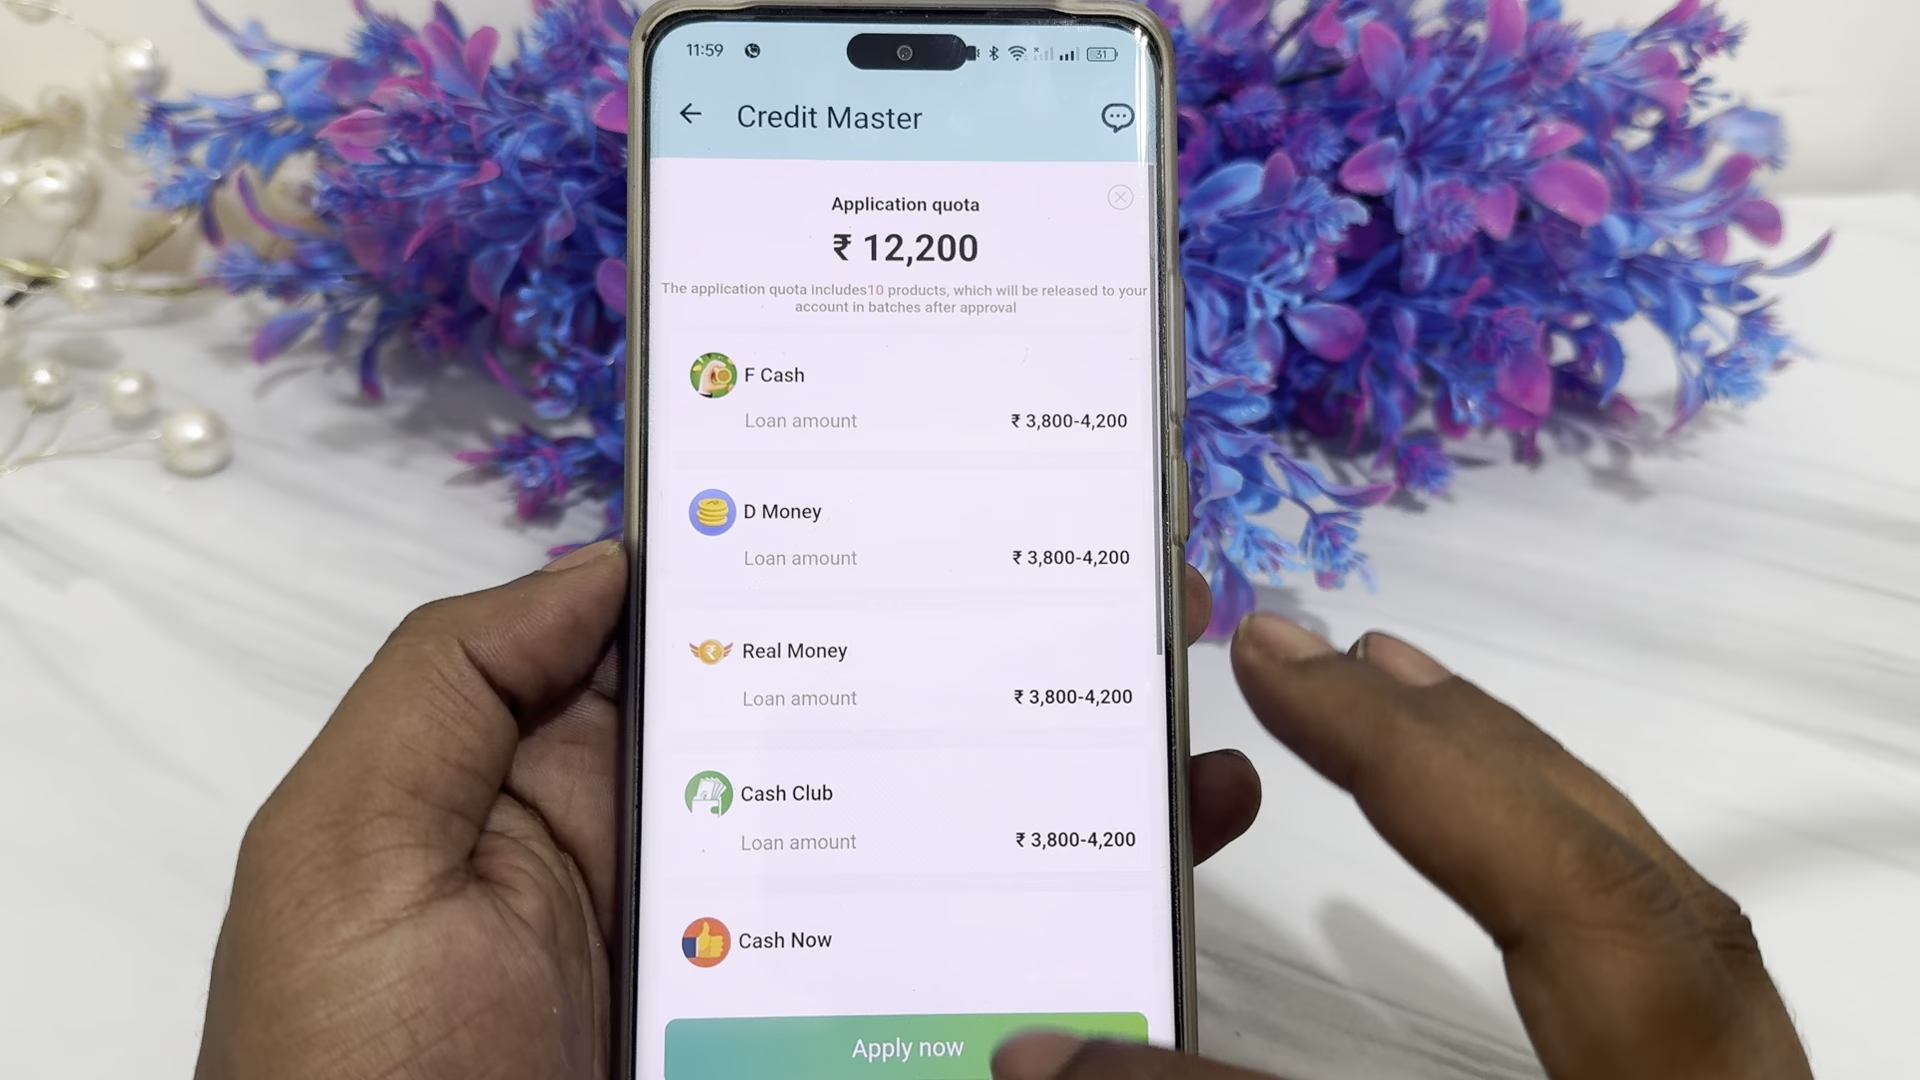 11:59
31
Credit Master
Application quota
₹ 12,200
The application quota includes10 products, which will be released to your
account in batches after approval
F Cash
Loan amount ₹ 3,800-4,200
D Money
Loan amount ₹ 3,800-4,200
Real Money
Loan amount ₹ 3,800-4,200
Cash Club
Loan amount ₹ 3,800-4,200
Cash Now
Apply now